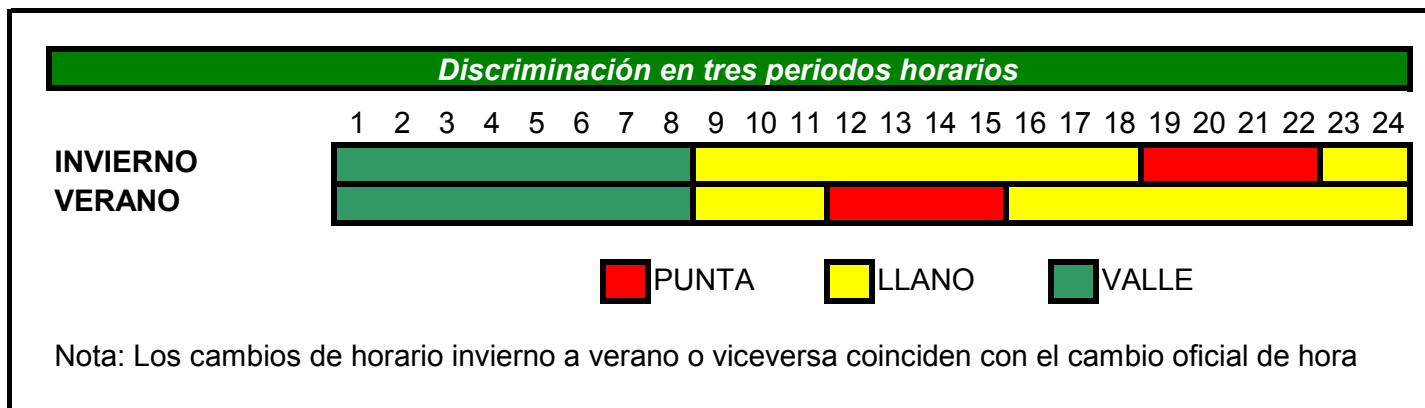 Discriminación en tres periodos horarios
1 2 3 4 5 6 7 8 9 10 11 12 13 14 15 16 17 18 19 20 21 22 23 24
INVIERNO
VERANO
PUNTA LLANO VALLE
Nota: Los cambios de horario invierno a verano o viceversa coinciden con el cambio oficial de hora